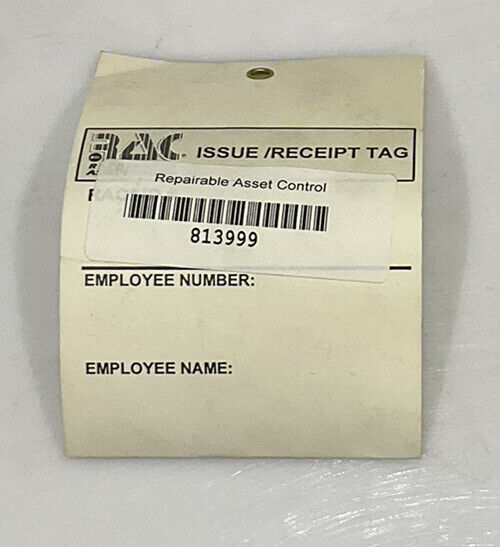 RAC. ISSUE /RECEIPT TAG
Repairable Asset Control
813999
EMPLOYEE NUMBER:
EMPLOYEE NAME: